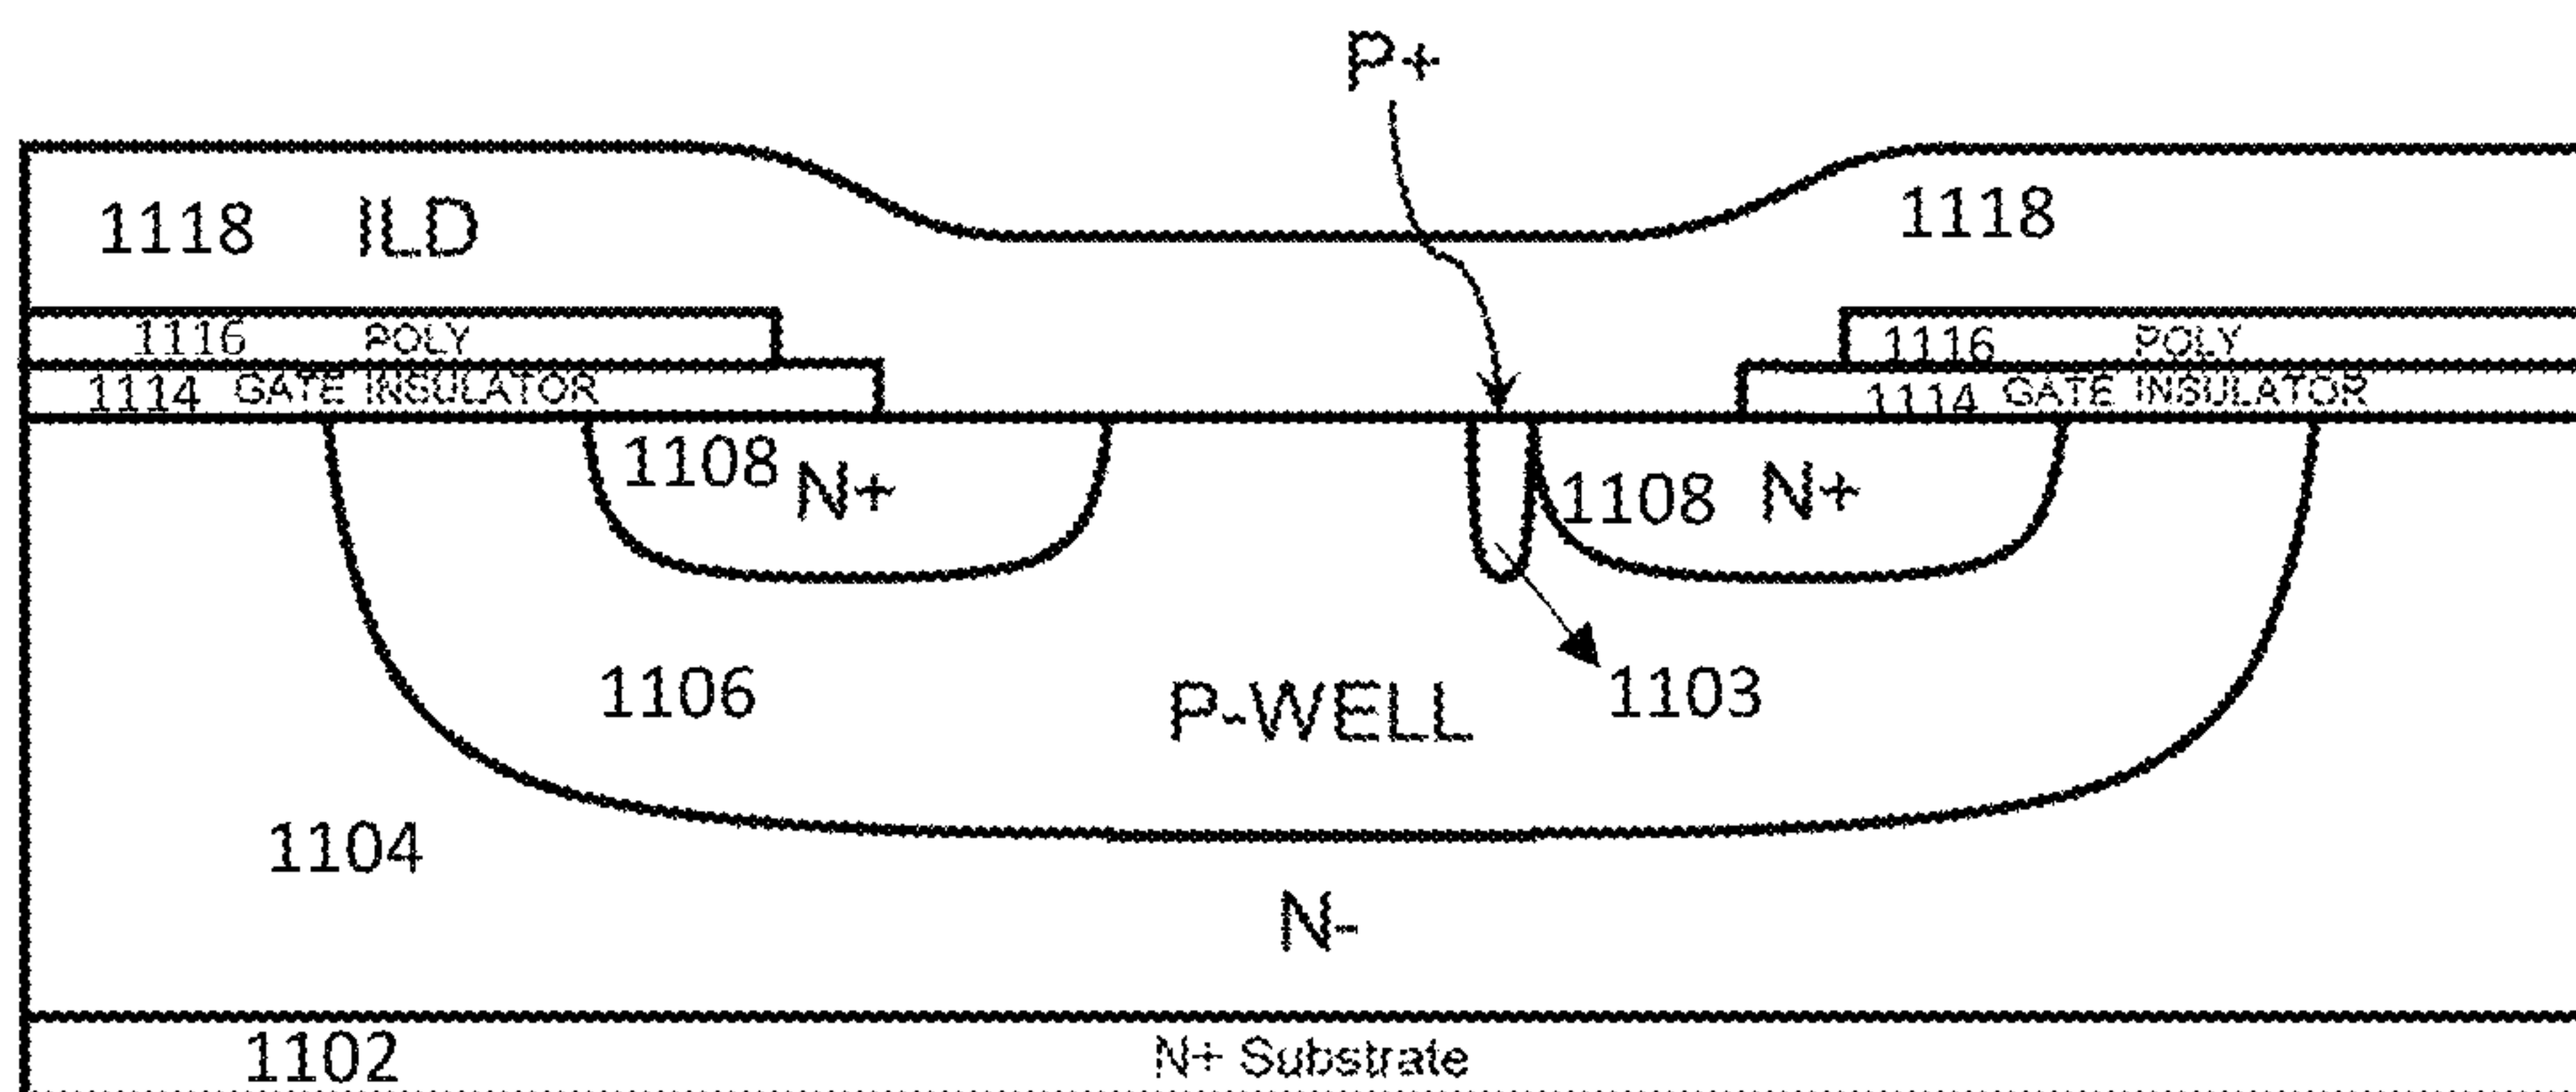 P+
1118 ILD
1118
1116 POLY
1116 POLY
1114 GATE INSULATOR
1114 GATE INSULATOR
1108 N+
1108 N+
1106
P-WELL
1103
1104
N-
1102
N+ Substrate